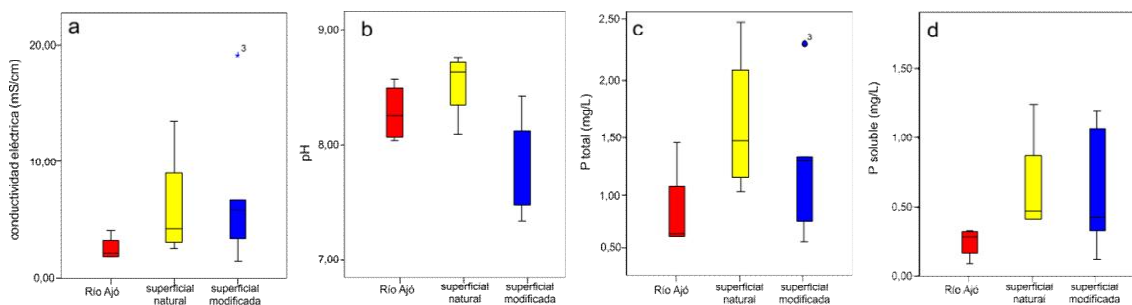 a
conductividad eléctrica (mS/cm)
20,00
10,00
0,00
* 3
Río Ajó
superficial
natural
superficial
modificada
b
pH
9,00
8,00
7,00
Río Ajó
superficial
natural
superficial
modificada
c
P total (mg/L)
2,50
2,00
1,50
1,00
0,50
3
Río Ajó
superficial
natural
superficial
modificada
d
P soluble (mg/L)
1,50
1,00
0,50
0,00
Río Ajó
superficial
natural
superficial
modificada